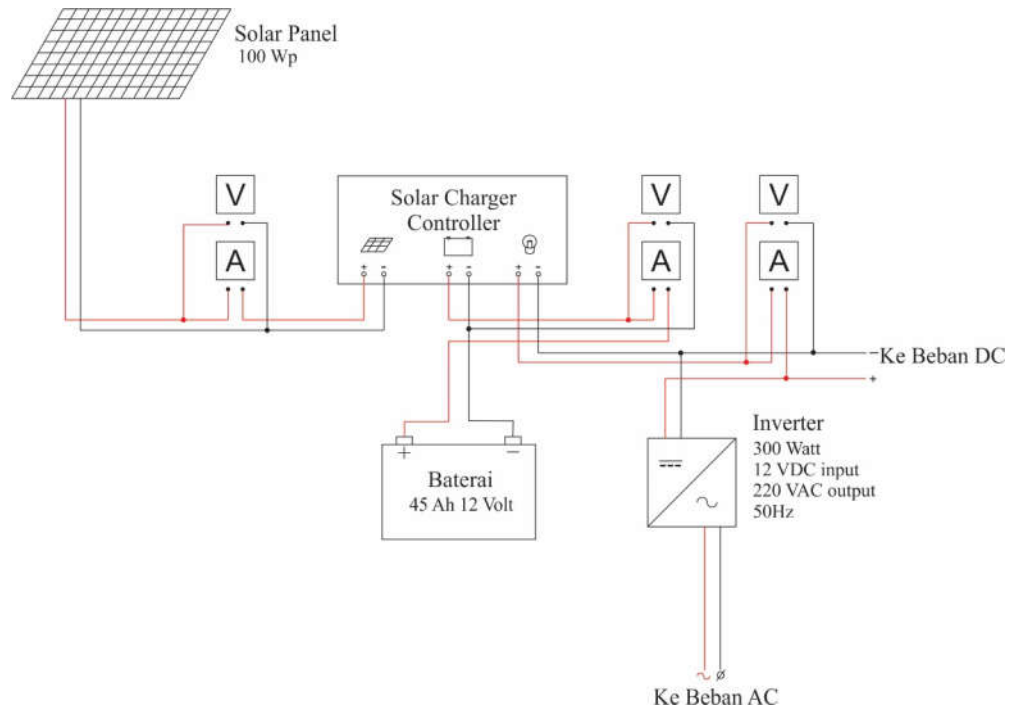 Solar Panel
100 Wp
V
A
Solar Charger
Controller
+ -
+ -
+ -
V
A
V
A
− Ke Beban DC
+
+ −
Baterai
45 Ah 12 Volt
Inverter
300 Watt
12 VDC input
220 VAC output
50Hz
Ke Beban AC